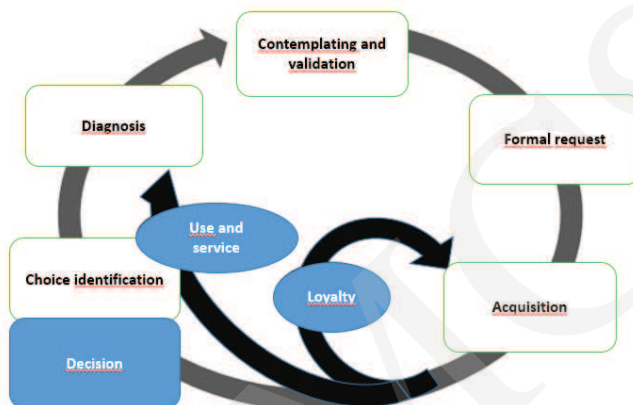 Contemplating and
validation
Diagnosis
Formal request
Use and
service
Choice identification
Loyalty
Acquisition
Decision